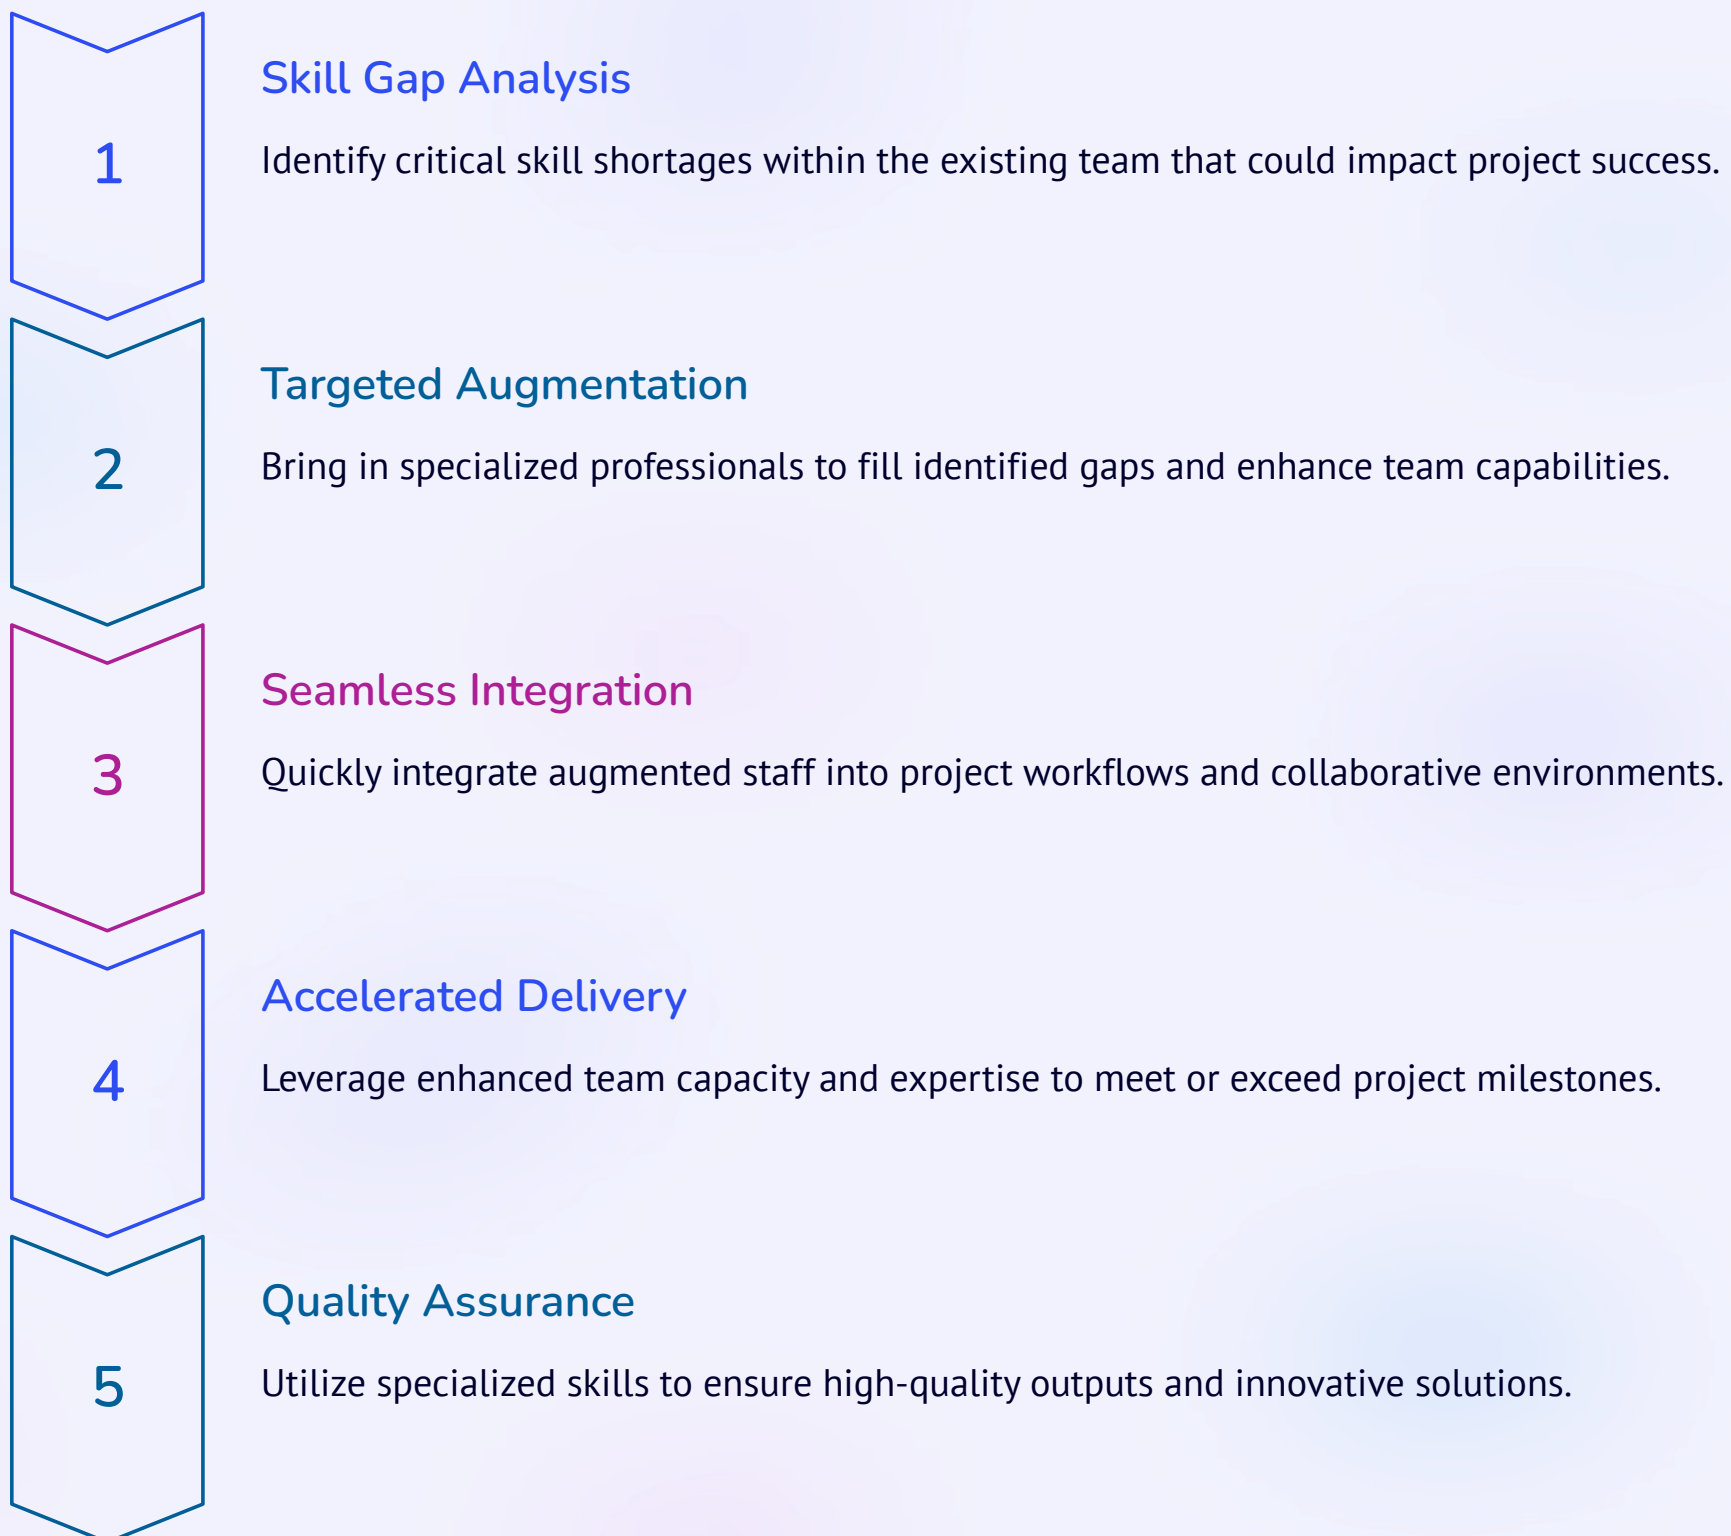 Skill Gap Analysis
1
Identify critical skill shortages within the existing team that could impact project success.
Targeted Augmentation
2
Bring in specialized professionals to fill identified gaps and enhance team capabilities.
Seamless Integration
3
Quickly integrate augmented staff into project workflows and collaborative environments.
Accelerated Delivery
4
Leverage enhanced team capacity and expertise to meet or exceed project milestones.
Quality Assurance
5
Utilize specialized skills to ensure high-quality outputs and innovative solutions.